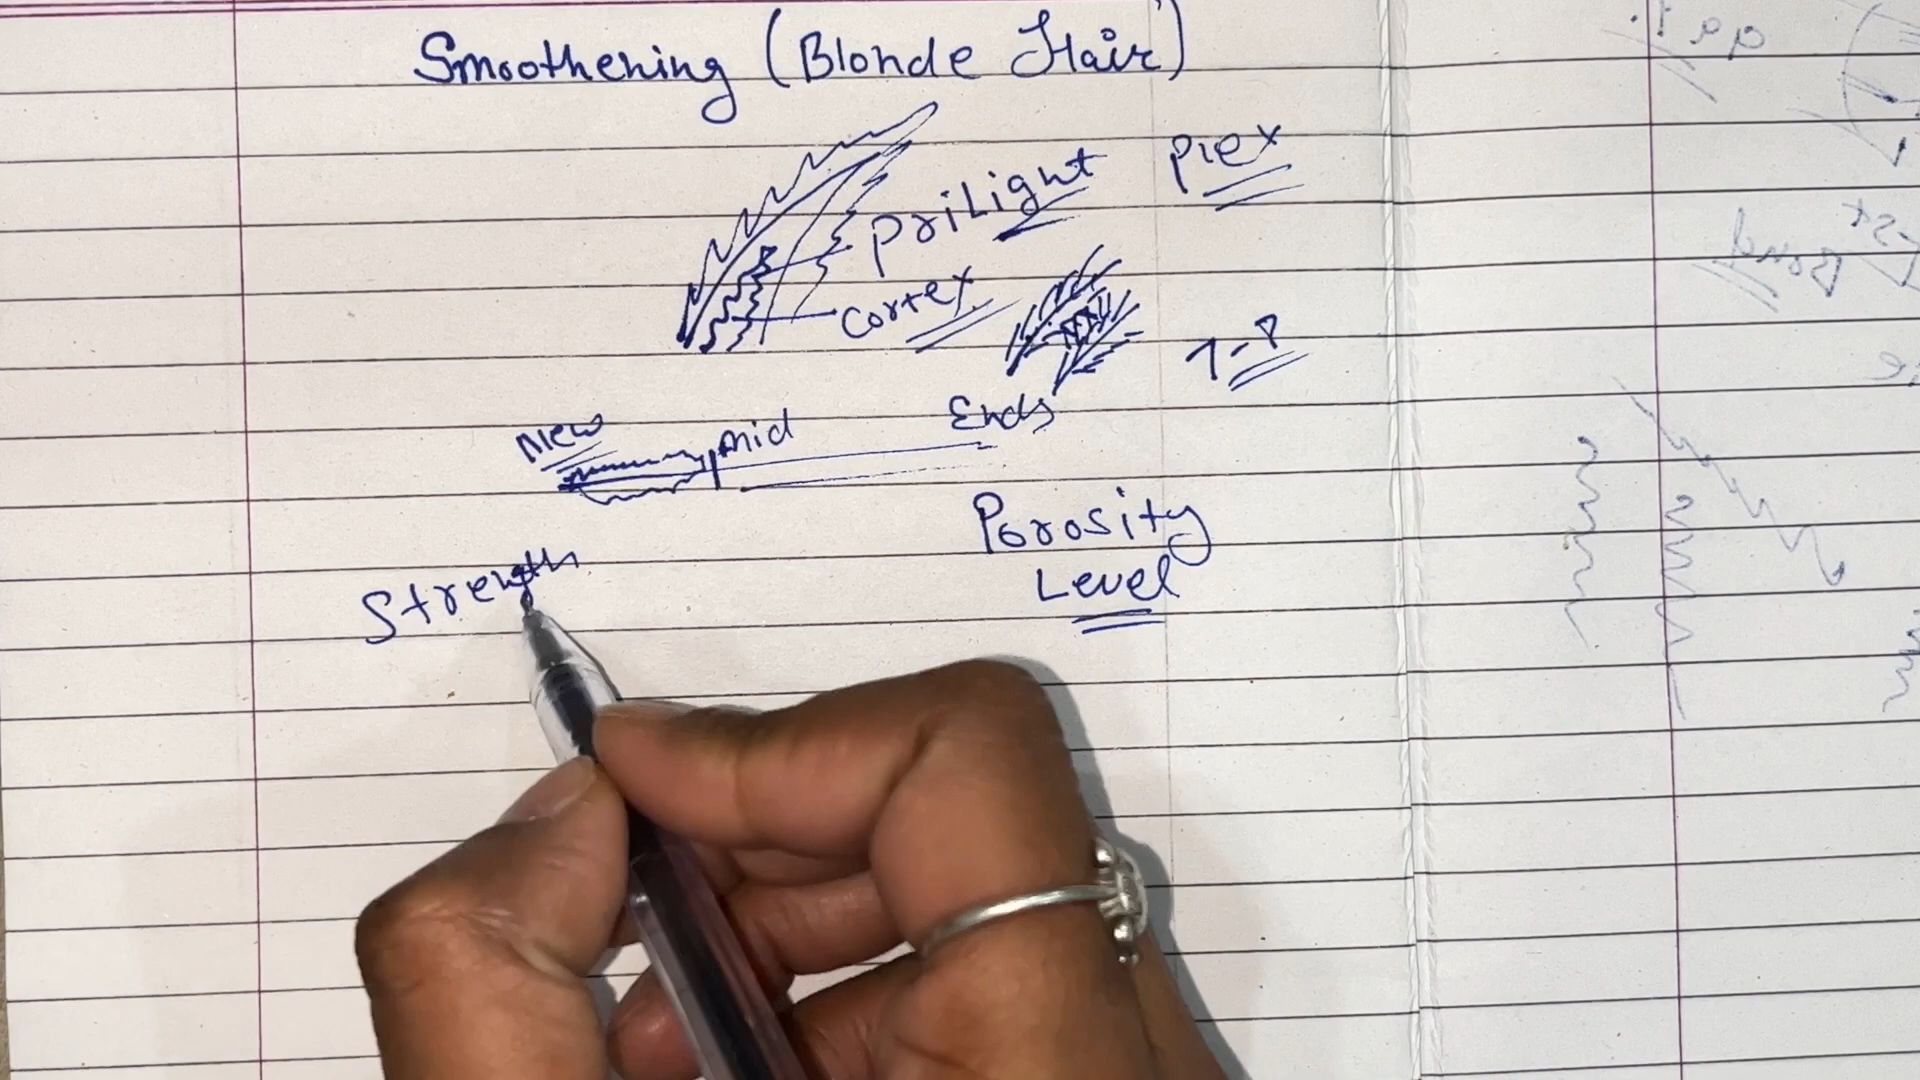 Smoothening (Blonde Hair)
PriLight
Plex
Cortex
New
Mid
Ends
Porosity
Level
Strength